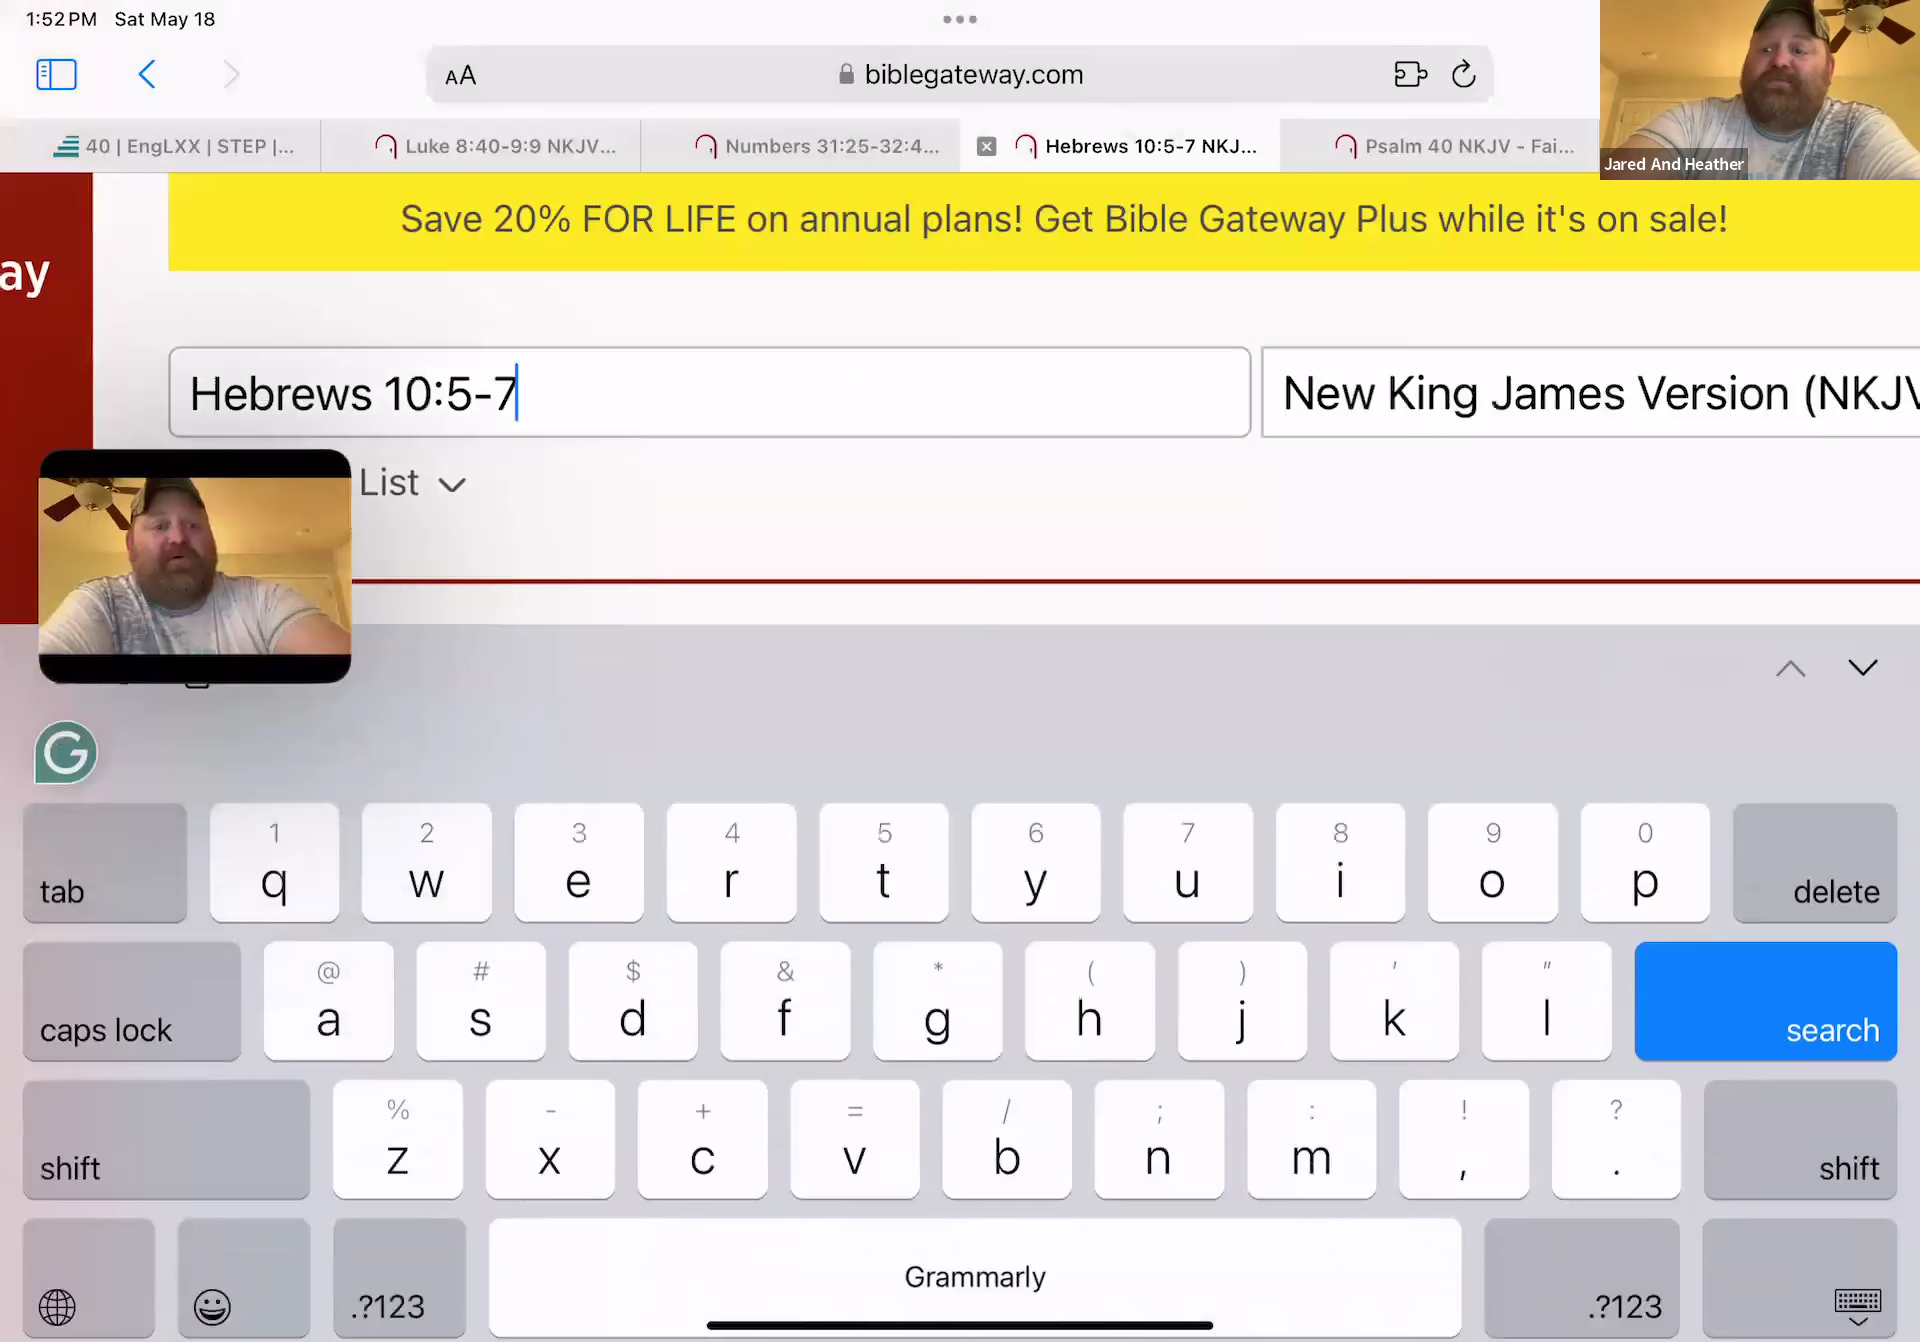 1:52 PM Sat May 18
AA biblegateway.com
40 | EngLXX | STEP |...
Luke 8:40-9:9 NKJV...
Numbers 31:25-32:4...
Hebrews 10:5-7 NKJ...
Psalm 40 NKJV - Fai...
Jared And Heather
Save 20% FOR LIFE on annual plans! Get Bible Gateway Plus while it's on sale!
ay
Hebrews 10:5-7
New King James Version (NKJV
List
G
1 2 3 4 5 6 7 8 9 0
tab q w e r t y u i o p delete
@ # $ & * ( ) ' "
caps lock a s d f g h j k l search
% - + = / ; : ! ?
shift z x c v b n m , . shift
.?123 Grammarly .?123